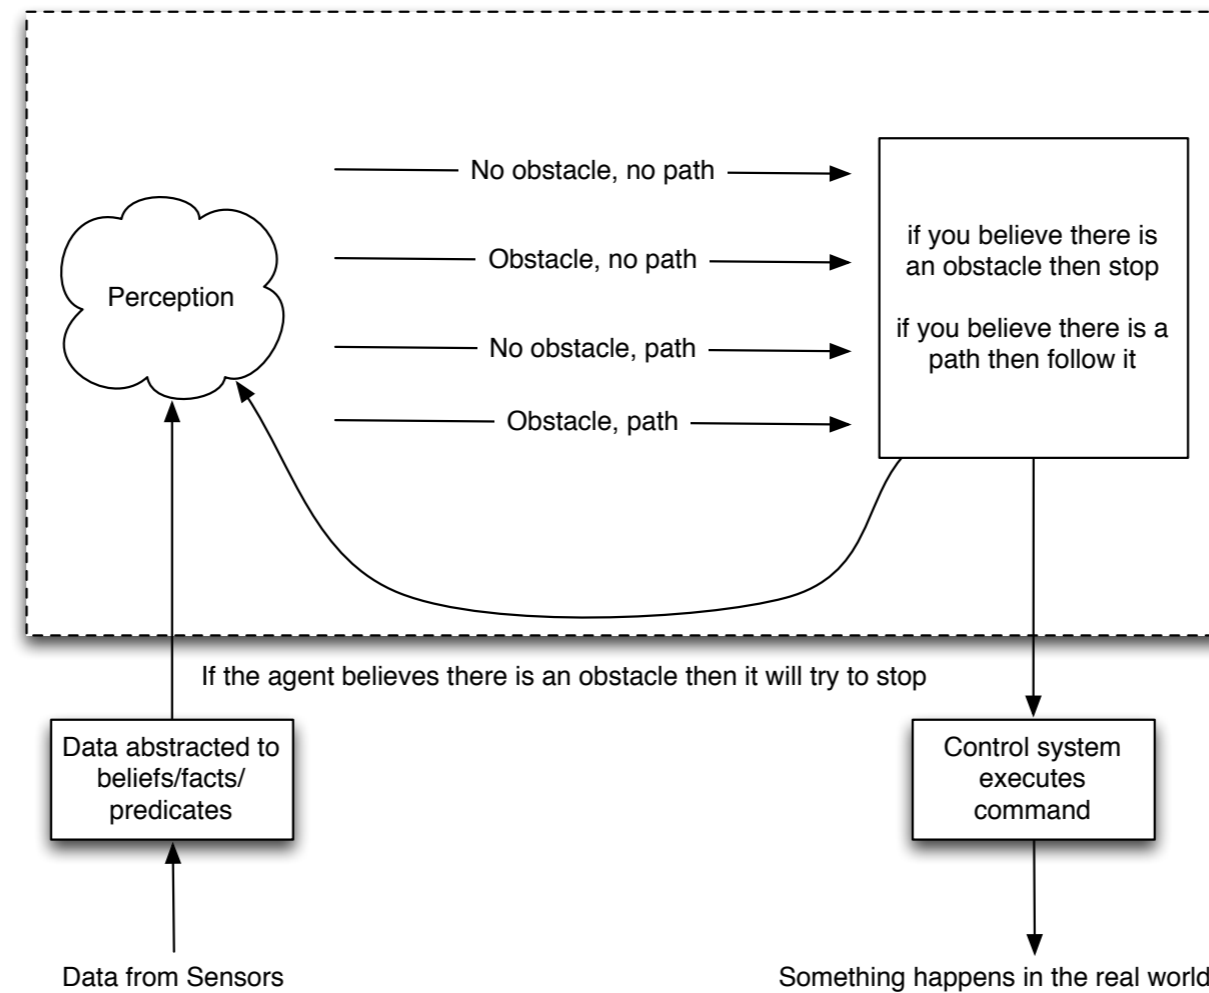 No obstacle, no path
Obstacle, no path
No obstacle, path
Obstacle, path
Perception
if you believe there is
an obstacle then stop
if you believe there is a
path then follow it
If the agent believes there is an obstacle then it will try to stop
Data abstracted to
beliefs/facts/
predicates
Control system
executes
command
Data from Sensors
Something happens in the real world